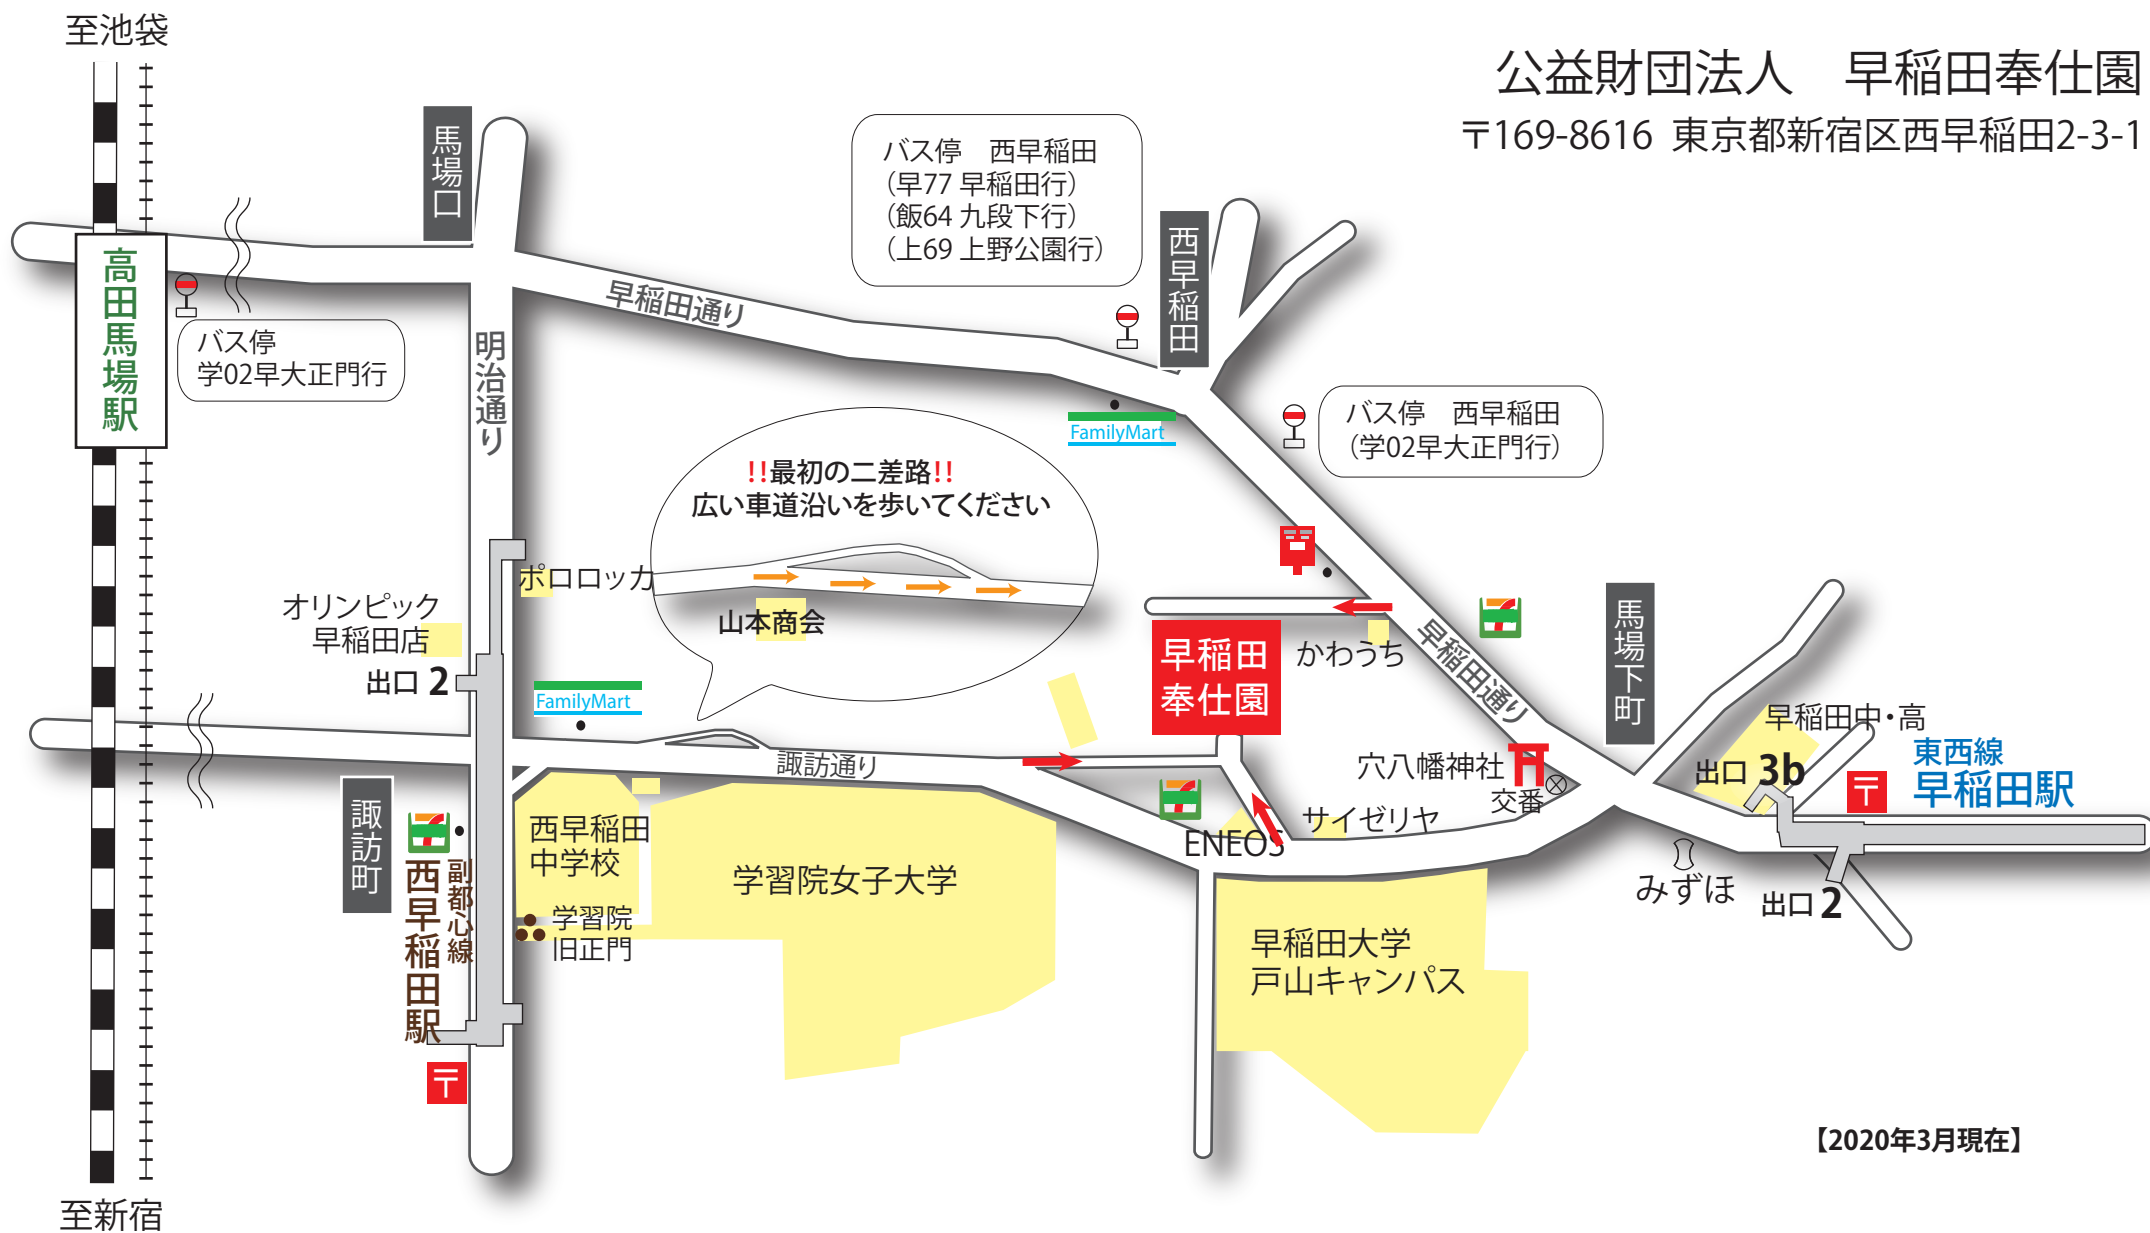 至池袋
公益財団法人　早稲田奉仕園
〒169-8616 東京都新宿区西早稲田2-3-1
馬場口
バス停　西早稲田
（早77 早稲田行）
（飯64 九段下行）
（上69 上野公園行）
西早稲田
高田馬場駅
早稲田通り
バス停
学02早大正門行
明治通り
FamilyMart
バス停　西早稲田
（学02早大正門行）
!!最初の二差路!!
広い車道沿いを歩いてください
山本商会
ポロロッカ
オリンピック
早稲田店
出口 2
FamilyMart
早稲田
奉仕園
かわうち
早稲田通り
馬場下町
早稲田中・高
出口 3b
〒
東西線
早稲田駅
諏訪通り
穴八幡神社
交番
サイゼリヤ
ENEOS
みずほ
出口 2
諏訪町
副都心線
西早稲田駅
西早稲田
中学校
学習院
旧正門
学習院女子大学
早稲田大学
戸山キャンパス
〒
【2020年3月現在】
至新宿